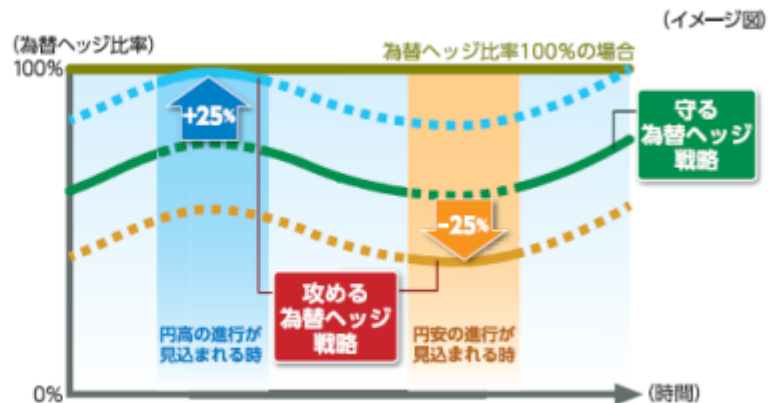 (イメージ図)
(為替ヘッジ比率)
100%
為替ヘッジ比率100%の場合
+25%
守る
為替ヘッジ
戦略
-25%
攻める
為替ヘッジ
戦略
円高の進行が
見込まれる時
円安の進行が
見込まれる時
0%
(時間)